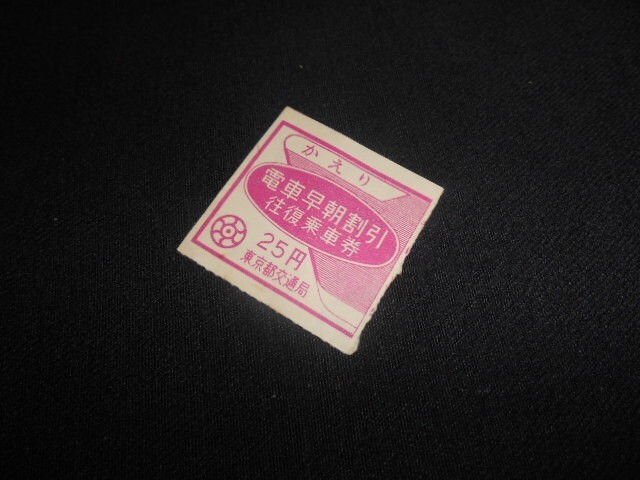 かえり
電車早朝割引
往復乗車券
25円
東京都交通局